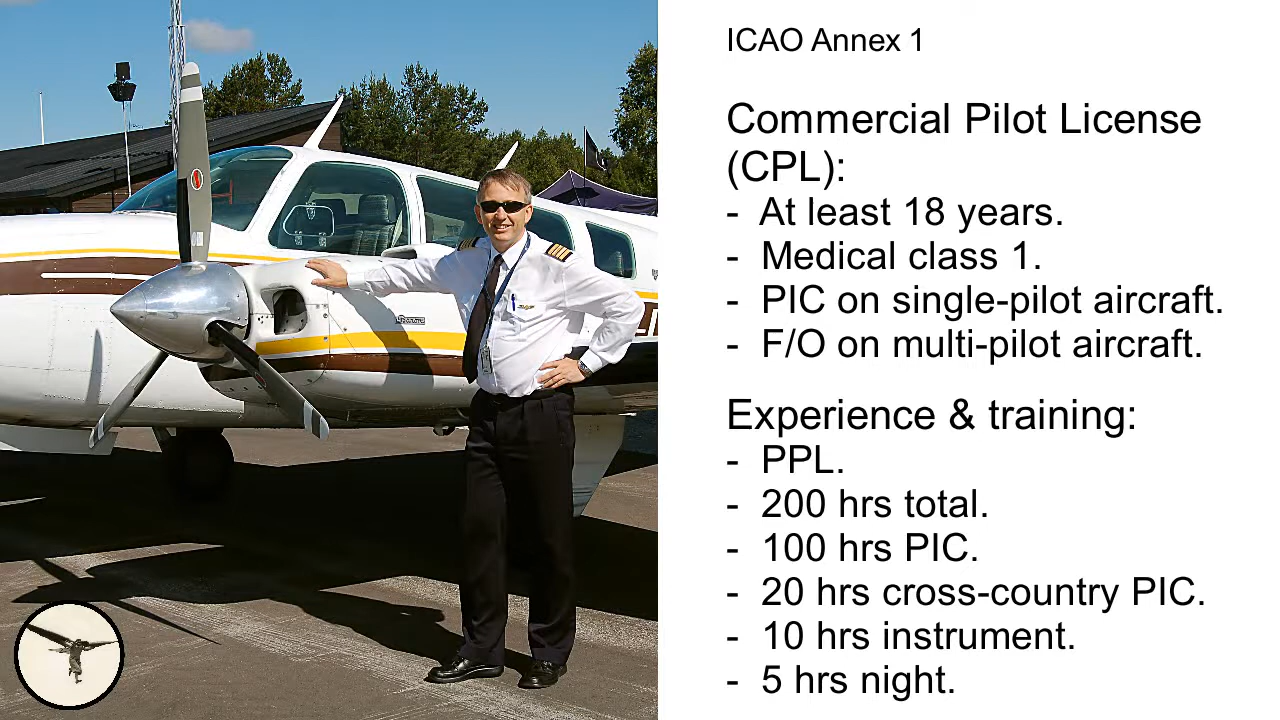 ICAO Annex 1
Commercial Pilot License
(CPL):
- At least 18 years.
- Medical class 1.
- PIC on single-pilot aircraft.
- F/O on multi-pilot aircraft.
Experience & training:
- PPL.
- 200 hrs total.
- 100 hrs PIC.
- 20 hrs cross-country PIC.
- 10 hrs instrument.
- 5 hrs night.
Baron